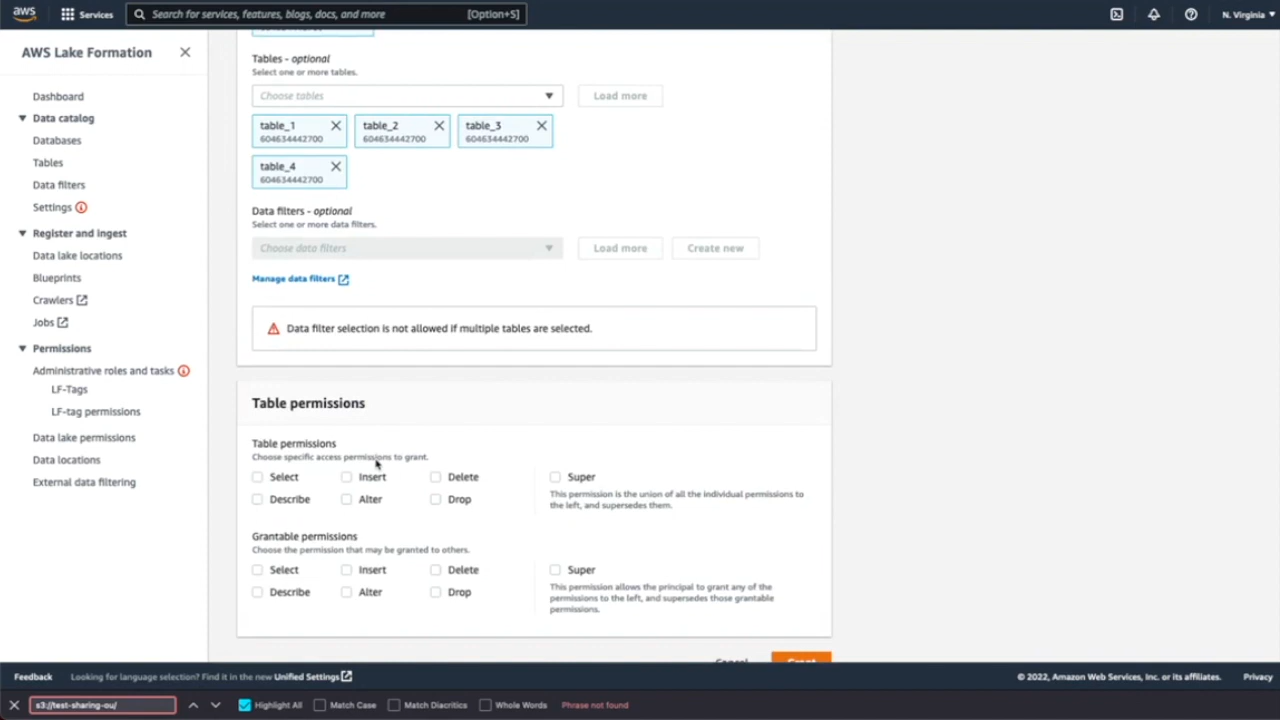 aws Services Search for services, features, blogs, docs, and more [Option+S] N. Virginia
AWS Lake Formation
Dashboard
Data catalog
Databases
Tables
Data filters
Settings
Register and ingest
Data lake locations
Blueprints
Crawlers
Jobs
Permissions
Administrative roles and tasks
LF-Tags
LF-tag permissions
Data lake permissions
Data locations
External data filtering
Tables - optional
Select one or more tables.
Choose tables Load more
table_1 table_2 table_3
604634442700 604634442700 604634442700
table_4
604634442700
Data filters - optional
Select one or more data filters.
Choose data filters Load more Create new
Manage data filters
Data filter selection is not allowed if multiple tables are selected.
Table permissions
Table permissions
Choose specific access permissions to grant.
Select Insert Delete Super
Describe Alter Drop
This permission is the union of all the individual permissions to
the left, and supersedes them.
Grantable permissions
Choose the permission that may be granted to others.
Select Insert Delete Super
Describe Alter Drop
This permission allows the principal to grant any of the
permissions to the left, and supersedes those grantable
permissions.
Cancel Grant
Feedback Looking for language selection? Find it in the new Unified Settings © 2022, Amazon Web Services, Inc. or its affiliates. Privacy
s3://test-sharing-ou/ Highlight All Match Case Match Diacritics Whole Words Phrase not found